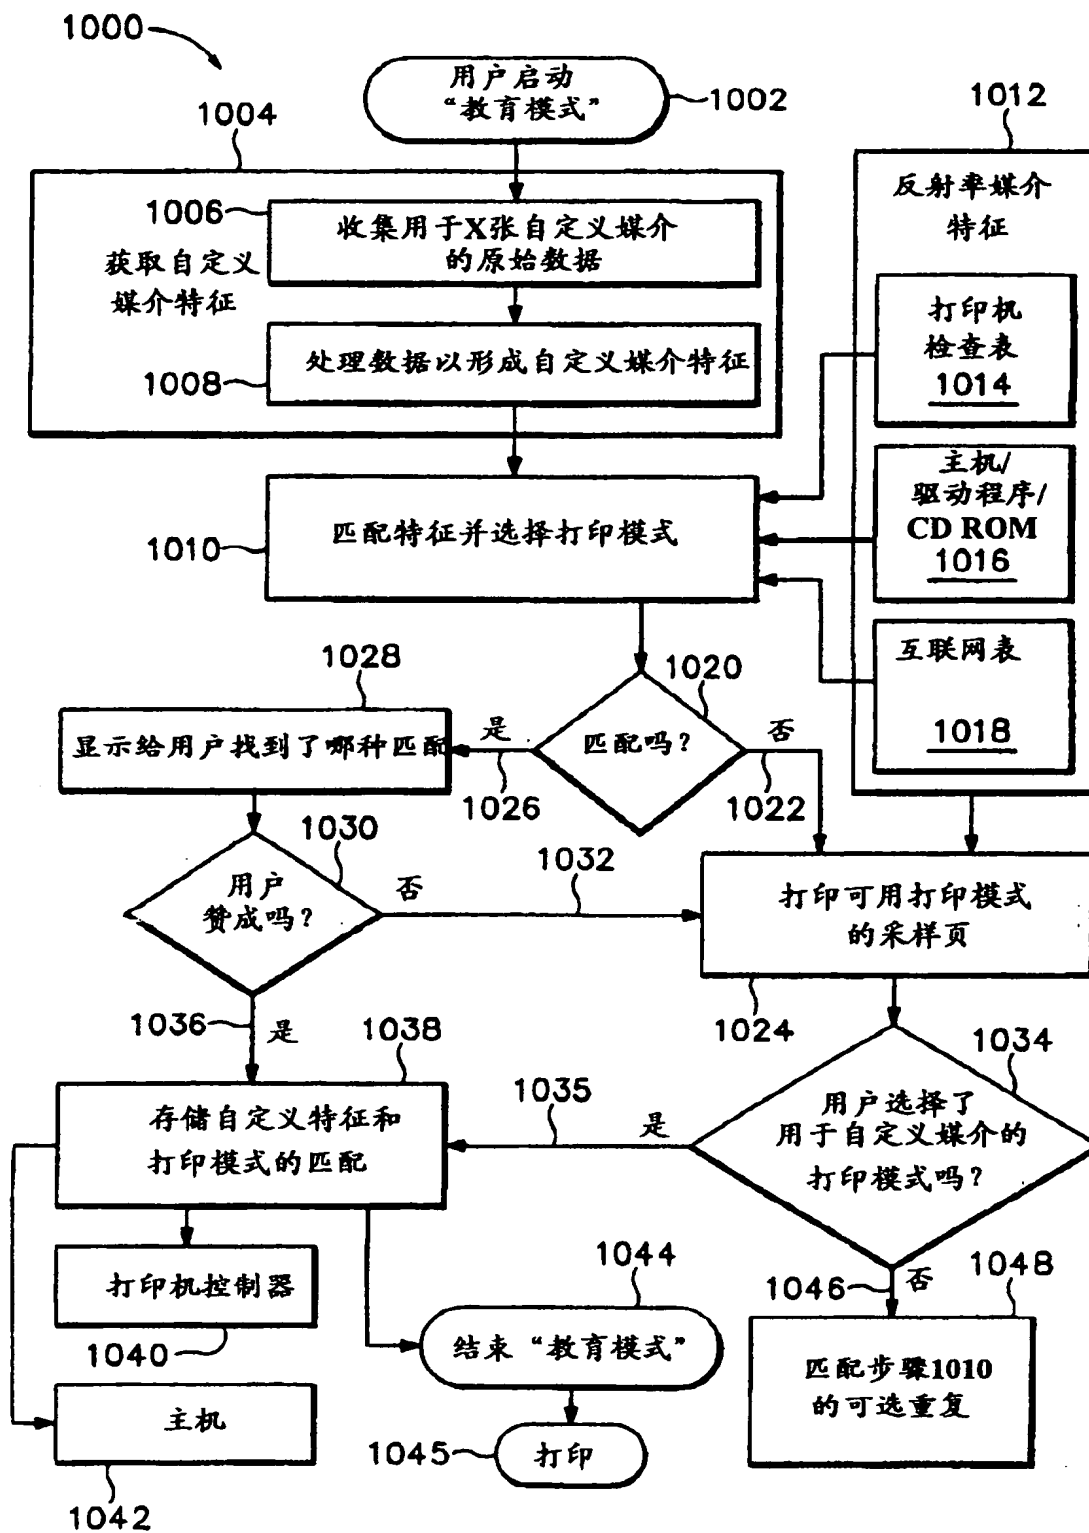 1000
用户启动
“教育模式”
1002
1004
1012
反射率媒介
特征
1006
收集用于X张自定义媒介
的原始数据
获取自定义
媒介特征
1008
处理数据以形成自定义媒介特征
打印机
检查表
1014
主机/
驱动程序/
CD ROM
1016
互联网表
1018
1010
匹配特征并选择打印模式
1020
匹配吗?
是
否
1022
1026
1028
显示给用户找到了哪种匹配
1030
用户
赞成吗?
否
1032
打印可用打印模式
的采样页
1024
1036
是
1038
存储自定义特征和
打印模式的匹配
1035
是
1034
用户选择了
用于自定义媒介的
打印模式吗?
打印机控制器
1040
主机
1042
1044
结束“教育模式”
1045
打印
1046
否
1048
匹配步骤1010
的可选重复